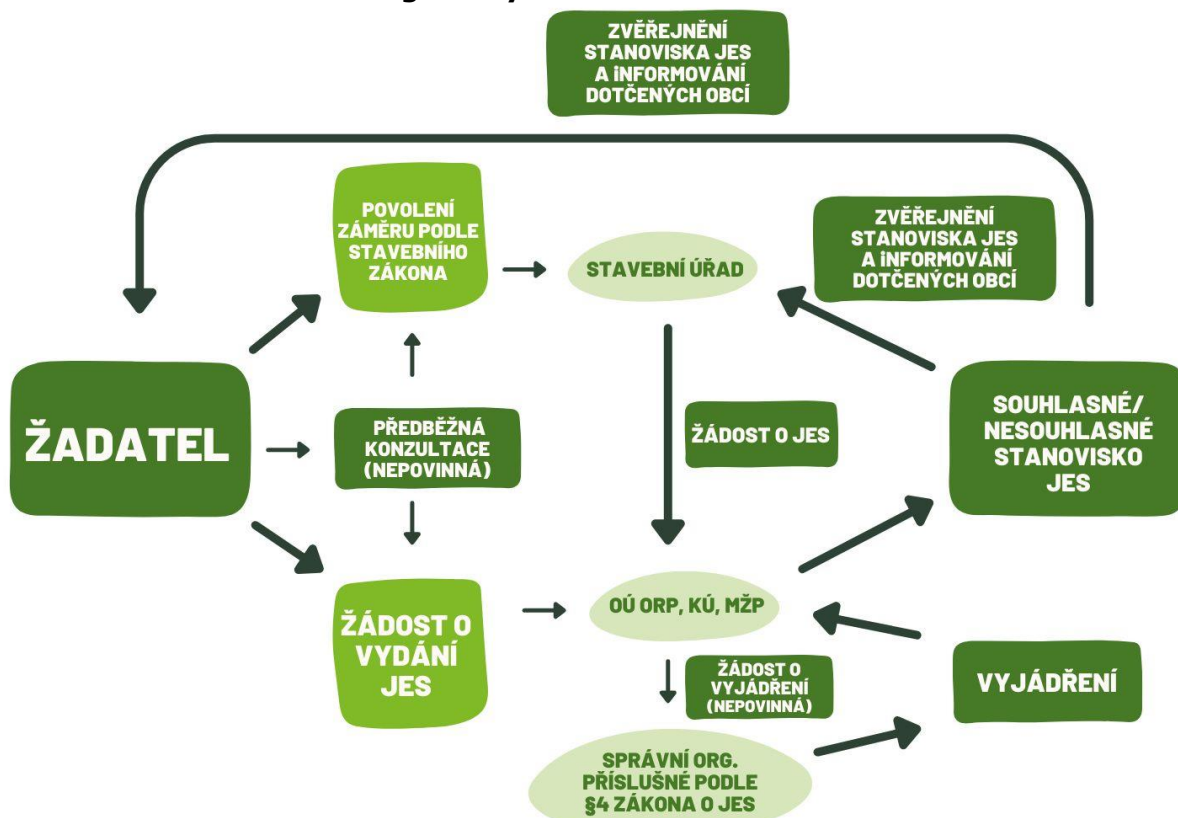 ZVĚŘEJNĚNÍ
STANOVISKA JES
A iNFORMOVÁNÍ
DOTČENÝCH OBCÍ
POVOLENÍ
ZÁMĚRU PODLE
STAVEBNÍHO
ZÁKONA
STAVEBNÍ ÚŘAD
ZVĚŘEJNĚNÍ
STANOVISKA JES
A iNFORMOVÁNÍ
DOTČENÝCH OBCÍ
ŽADATEL
PŘEDBĚŽNÁ
KONZULTACE
(NEPOVINNÁ)
ŽÁDOST O JES
SOUHLASNÉ/
NESOUHLASNÉ
STANOVISKO
JES
ŽÁDOST O
VYDÁNÍ
JES
OÚ ORP, KÚ, MŽP
ŽÁDOST O
VYJÁDŘENÍ
(NEPOVINNÁ)
VYJÁDŘENÍ
SPRÁVNÍ ORG.
PŘÍSLUŠNÉ PODLE
§4 ZÁKONA O JES